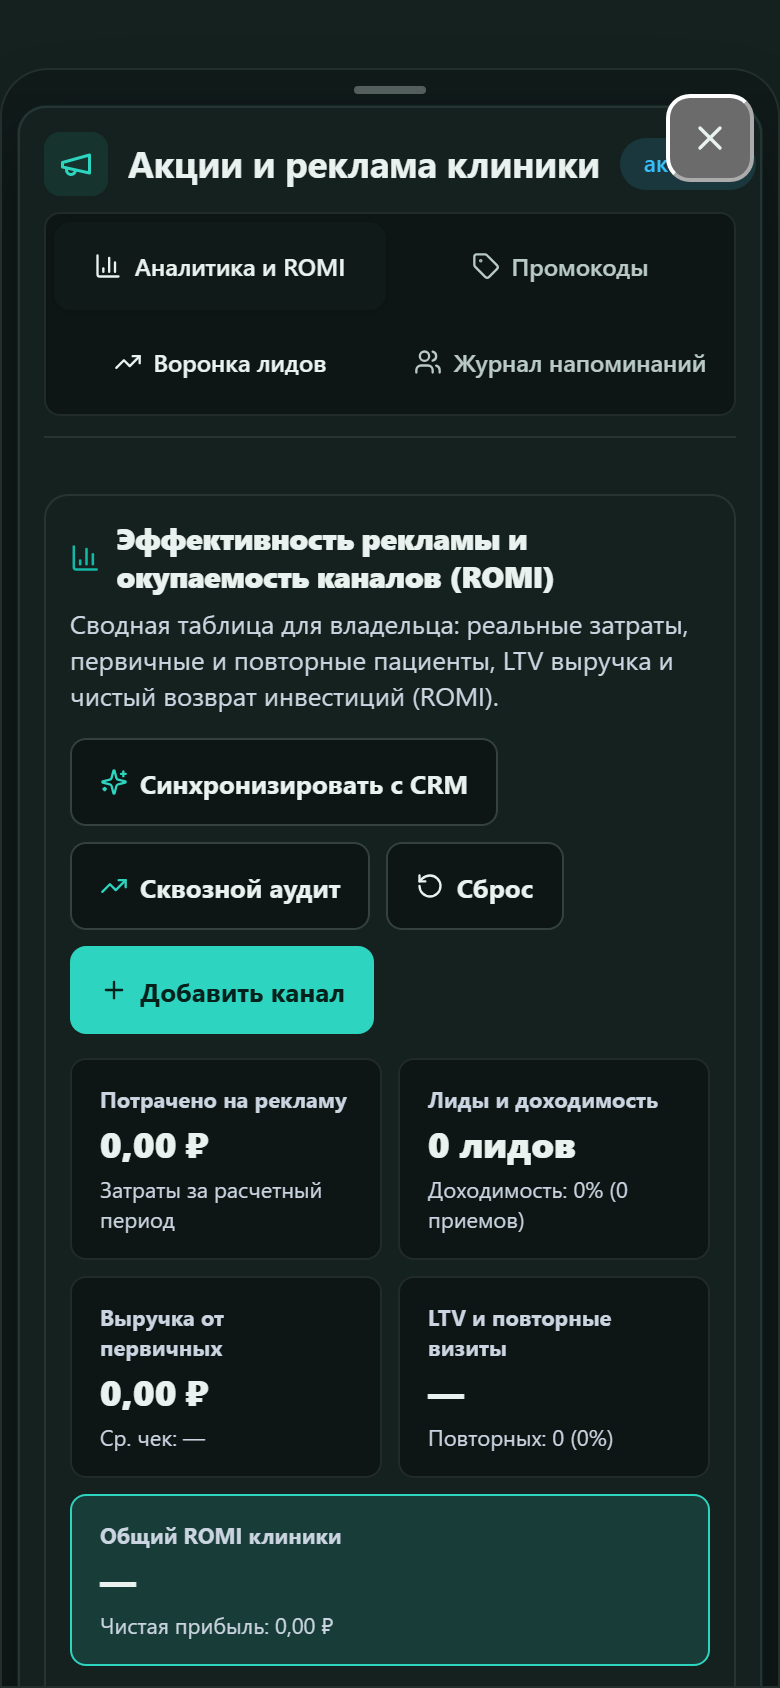 Акции и реклама клиники
Аналитика и ROMI
Промокоды
Воронка лидов
Журнал напоминаний
Эффективность рекламы и
окупаемость каналов (ROMI)
Сводная таблица для владельца: реальные затраты,
первичные и повторные пациенты, LTV выручка и
чистый возврат инвестиций (ROMI).
Синхронизировать с CRM
Сквозной аудит
Сброс
Добавить канал
Потрачено на рекламу
0,00 ₽
Затраты за расчетный
период
Лиды и доходимость
0 лидов
Доходимость: 0% (0
приемов)
Выручка от
первичных
0,00 ₽
Ср. чек: —
LTV и повторные
визиты
—
Повторных: 0 (0%)
Общий ROMI клиники
—
Чистая прибыль: 0,00 ₽